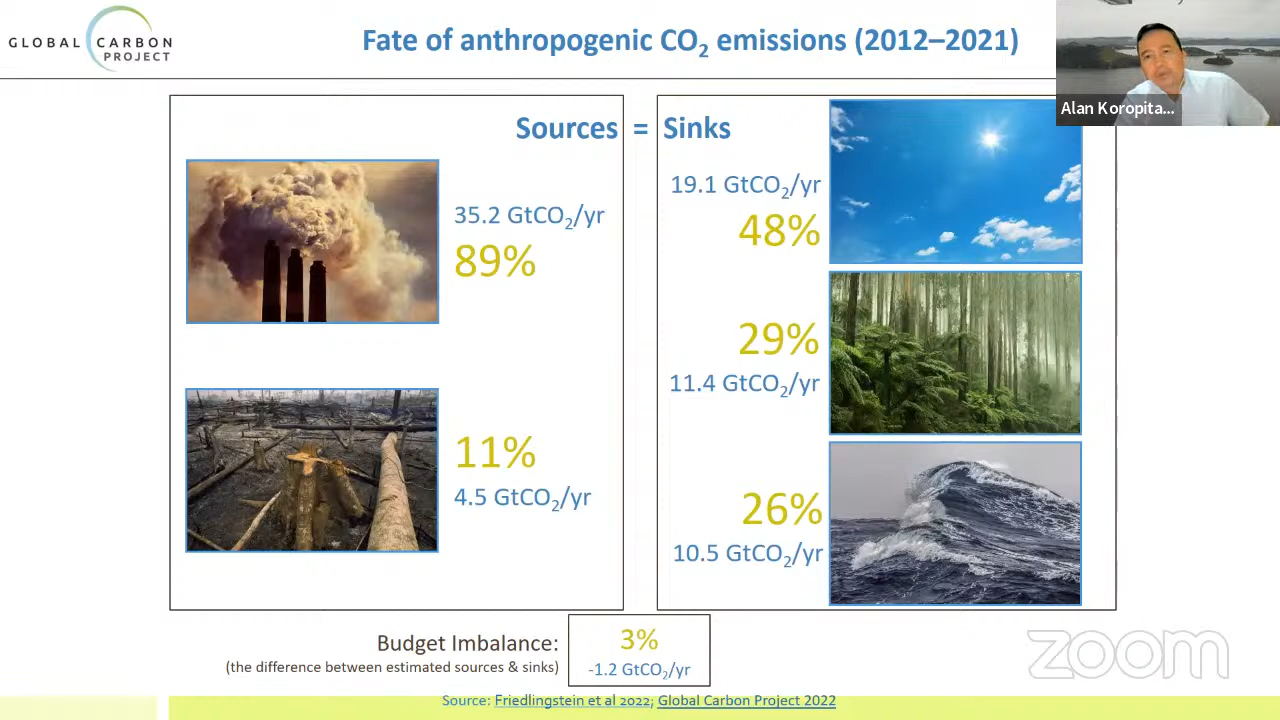 GLOBAL CARBON
PROJECT
Fate of anthropogenic CO₂ emissions (2012–2021)
Alan Koropita...
Sources = Sinks
35.2 GtCO₂/yr
89%
11%
4.5 GtCO₂/yr
19.1 GtCO₂/yr
48%
29%
11.4 GtCO₂/yr
26%
10.5 GtCO₂/yr
Budget Imbalance:
(the difference between estimated sources & sinks)
3%
-1.2 GtCO₂/yr
zoom
Source: Friedlingstein et al 2022; Global Carbon Project 2022